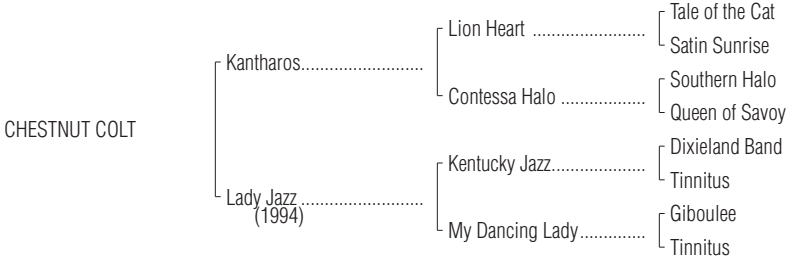 Tale of the Cat
Lion Heart ........................
Satin Sunrise
Kantharos..........................
Southern Halo
Contessa Halo ..................
Queen of Savoy
CHESTNUT COLT
Dixieland Band
Kentucky Jazz....................
Tinnitus
Lady Jazz ..........................
(1994)
Giboulee
My Dancing Lady..............
Tinnitus